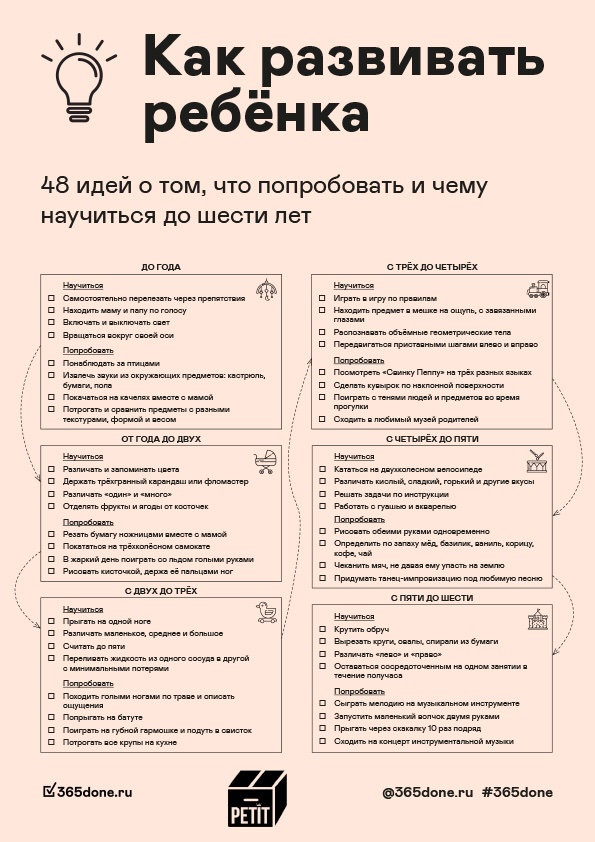 Как развивать
ребёнка
48 идей о том, что попробовать и чему
научиться до шести лет
ДО ГОДА
Научиться
Самостоятельно перелезать через препятствия
Находить маму и папу по голосу
Включать и выключать свет
Вращаться вокруг своей оси
Попробовать
Понаблюдать за птицами
Извлечь звуки из окружающих предметов: кастрюль,
бумаги, пола
Покачаться на качелях вместе с мамой
Потрогать и сравнить предметы с разными
текстурами, формой и весом
ОТ ГОДА ДО ДВУХ
Научиться
Различать и запоминать цвета
Держать трёхгранный карандаш или фломастер
Различать «один» и «много»
Отделять фрукты и ягоды от косточек
Попробовать
Резать бумагу ножницами вместе с мамой
Покататься на трёхколёсном самокате
В жаркий день поиграть со льдом голыми руками
Рисовать кисточкой, держа её пальцами ног
С ДВУХ ДО ТРЁХ
Научиться
Прыгать на одной ноге
Различать маленькое, среднее и большое
Считать до пяти
Переливать жидкость из одного сосуда в другой
с минимальными потерями
Попробовать
Походить голыми ногами по траве и описать
ощущения
Попрыгать на батуте
Поиграть на губной гармошке и подуть в свисток
Потрогать все крупы на кухне
С ТРЁХ ДО ЧЕТЫРЁХ
Научиться
Играть в игру по правилам
Находить предмет в мешке на ощупь, с завязанными
глазами
Распознавать объёмные геометрические тела
Передвигаться приставными шагами влево и вправо
Попробовать
Посмотреть «Свинку Пеппу» на трёх разных языках
Сделать кувырок по наклонной поверхности
Поиграть с тенями людей и предметов во время
прогулки
Сходить в любимый музей родителей
С ЧЕТЫРЁХ ДО ПЯТИ
Научиться
Кататься на двухколесном велосипеде
Различать кислый, сладкий, горький и другие вкусы
Решать задачи по инструкции
Работать с гуашью и акварелью
Попробовать
Рисовать обеими руками одновременно
Определить по запаху мёд, базилик, ваниль, корицу,
кофе, чай
Чеканить мяч, не давая ему упасть на землю
Придумать танец-импровизацию под любимую песню
С ПЯТИ ДО ШЕСТИ
Научиться
Крутить обруч
Вырезать круги, овалы, спирали из бумаги
Различать «лево» и «право»
Оставаться сосредоточенным на одном занятии в
течение получаса
Попробовать
Сыграть мелодию на музыкальном инструменте
Запустить маленький волчок двумя руками
Прыгать через скакалку 10 раз подряд
Сходить на концерт инструментальной музыки
365done.ru
PETIT
@365done.ru #365done